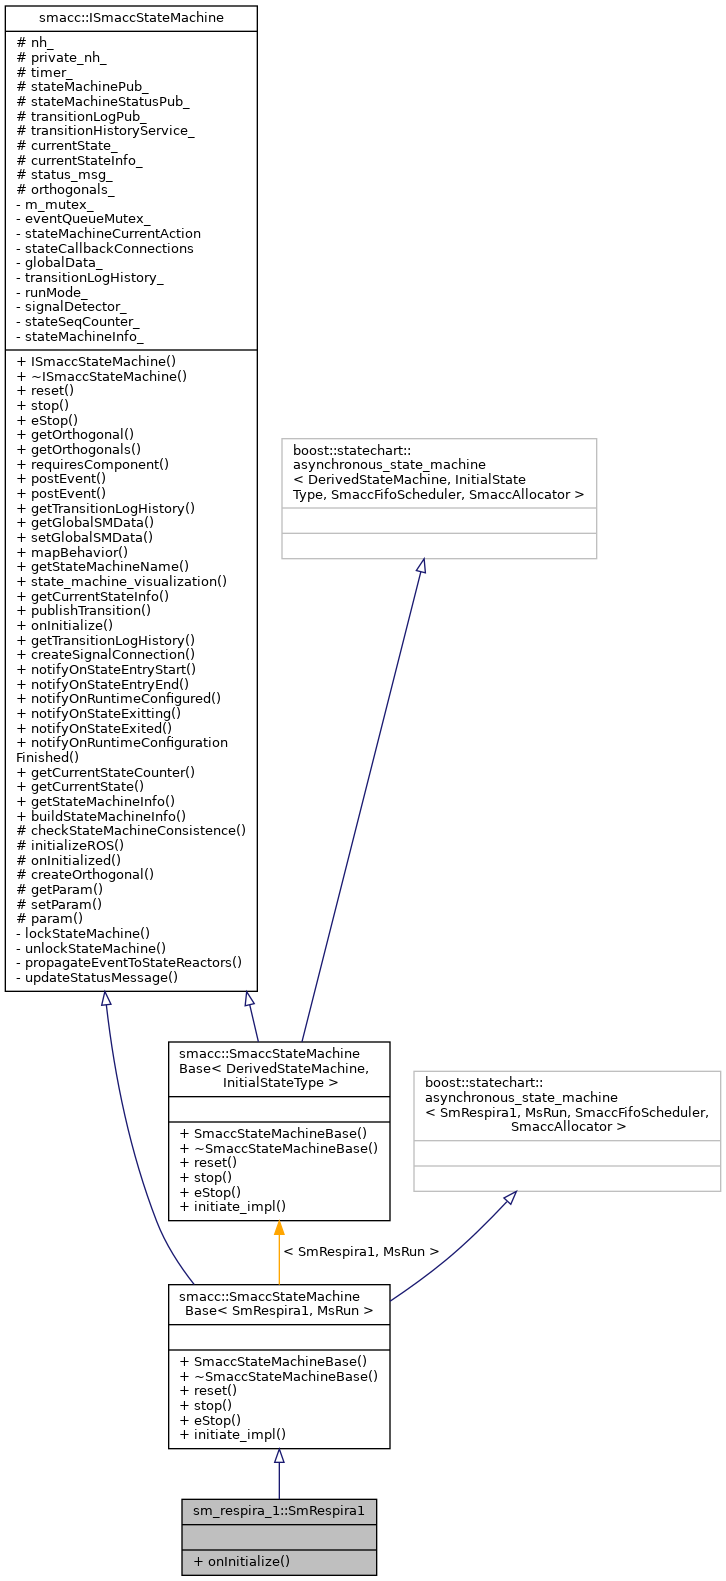 smacc::ISmaccStateMachine
# nh_
# private_nh_
# timer_
# stateMachinePub_
# stateMachineStatusPub_
# transitionLogPub_
# transitionHistoryService_
# currentState_
# currentStateInfo_
# status_msg_
# orthogonals_
- m_mutex_
- eventQueueMutex_
- stateMachineCurrentAction
- stateCallbackConnections
- globalData_
- transitionLogHistory_
- runMode_
- signalDetector_
- stateSeqCounter_
- stateMachineInfo_
+ ISmaccStateMachine()
+ ~ISmaccStateMachine()
+ reset()
+ stop()
+ eStop()
+ getOrthogonal()
+ getOrthogonals()
+ requiresComponent()
+ postEvent()
+ postEvent()
+ getTransitionLogHistory()
+ getGlobalSMData()
+ setGlobalSMData()
+ mapBehavior()
+ getStateMachineName()
+ state_machine_visualization()
+ getCurrentStateInfo()
+ publishTransition()
+ onInitialize()
+ getTransitionLogHistory()
+ createSignalConnection()
+ notifyOnStateEntryStart()
+ notifyOnStateEntryEnd()
+ notifyOnRuntimeConfigured()
+ notifyOnStateExitting()
+ notifyOnStateExited()
+ notifyOnRuntimeConfiguration
Finished()
+ getCurrentStateCounter()
+ getCurrentState()
+ getStateMachineInfo()
+ buildStateMachineInfo()
# checkStateMachineConsistence()
# initializeROS()
# onInitialized()
# createOrthogonal()
# getParam()
# setParam()
# param()
- lockStateMachine()
- unlockStateMachine()
- propagateEventToStateReactors()
- updateStatusMessage()
boost::statechart::
asynchronous_state_machine
< DerivedStateMachine, InitialState
Type, SmaccFifoScheduler, SmaccAllocator >
smacc::SmaccStateMachine
Base< DerivedStateMachine,
InitialStateType >
+ SmaccStateMachineBase()
+ ~SmaccStateMachineBase()
+ reset()
+ stop()
+ eStop()
+ initiate_impl()
boost::statechart::
asynchronous_state_machine
< SmRespira1, MsRun, SmaccFifoScheduler,
SmaccAllocator >
< SmRespira1, MsRun >
smacc::SmaccStateMachine
Base< SmRespira1, MsRun >
+ SmaccStateMachineBase()
+ ~SmaccStateMachineBase()
+ reset()
+ stop()
+ eStop()
+ initiate_impl()
sm_respira_1::SmRespira1
+ onInitialize()